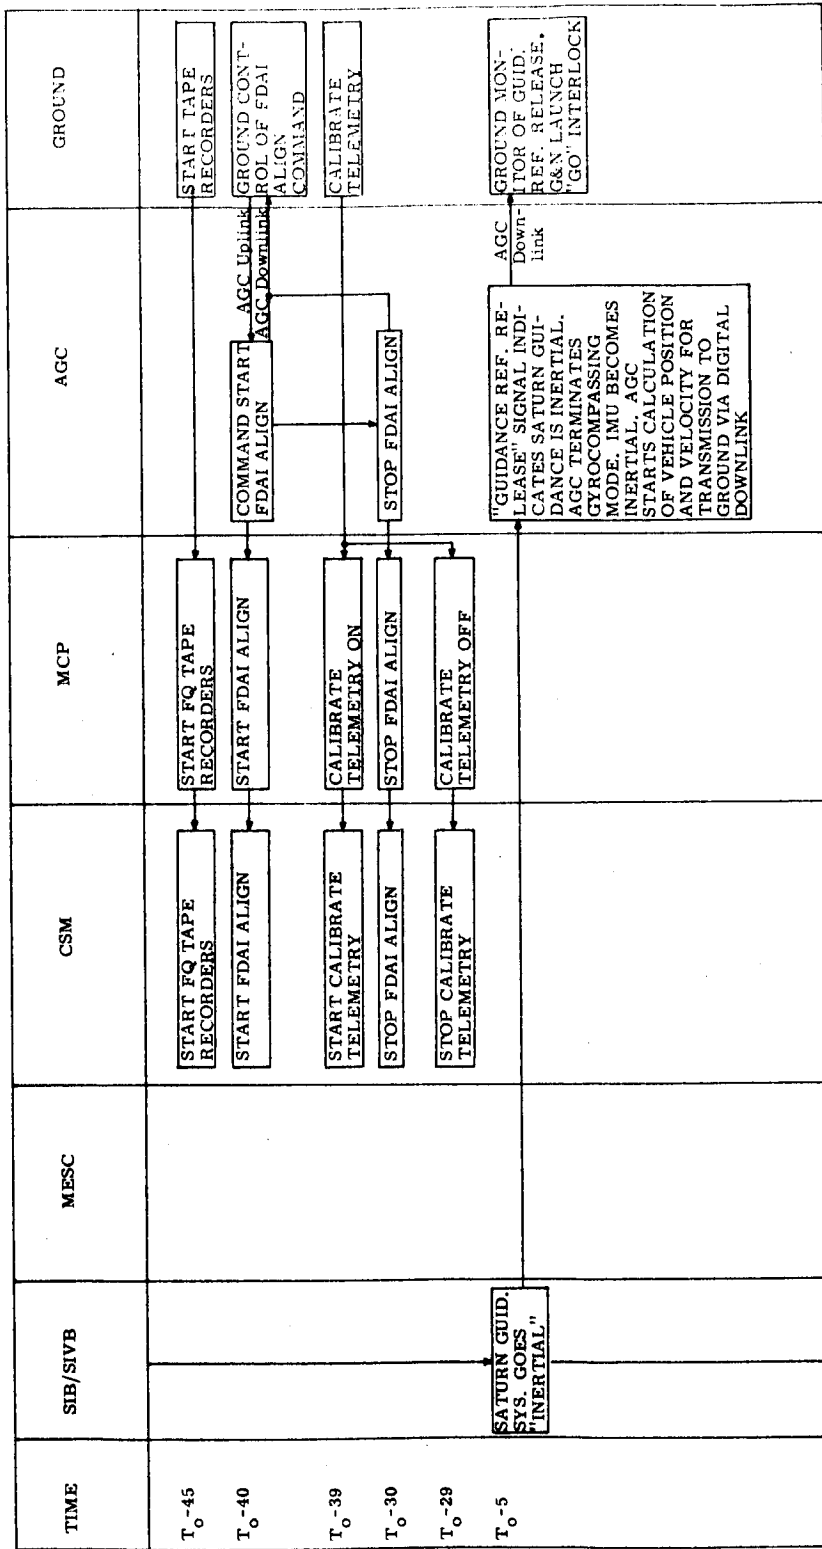 TIME
SIB/SIVB
MESC
CSM
MCP
AGC
GROUND
T₀-45
START FQ TAPE
RECORDERS
START FQ TAPE
RECORDERS
START TAPE
RECORDERS
T₀-40
START FDAI ALIGN
START FDAI ALIGN
COMMAND START
FDAI ALIGN
AGC Uplink
AGC Downlink
GROUND CONT-
ROL OF FDAI
ALIGN
COMMAND
T₀-39
START CALIBRATE
TELEMETRY
CALIBRATE
TELEMETRY ON
CALIBRATE
TELEMETRY
T₀-30
STOP FDAI ALIGN
STOP FDAI ALIGN
STOP FDAI ALIGN
T₀-29
STOP CALIBRATE
TELEMETRY
CALIBRATE
TELEMETRY OFF
T₀-5
SATURN GUID.
SYS. GOES
"INERTIAL"
"GUIDANCE REF. RE-
LEASE" SIGNAL INDI-
CATES SATURN GUI-
DANCE IS INERTIAL.
AGC TERMINATES
GYROCOMPASSING
MODE. IMU BECOMES
INERTIAL. AGC
STARTS CALCULATION
OF VEHICLE POSITION
AND VELOCITY FOR
TRANSMISSION TO
GROUND VIA DIGITAL
DOWNLINK
AGC
Down-
link
GROUND MON-
ITOR OF GUID.
REF. RELEASE.
G&N LAUNCH
"GO" INTERLOCK